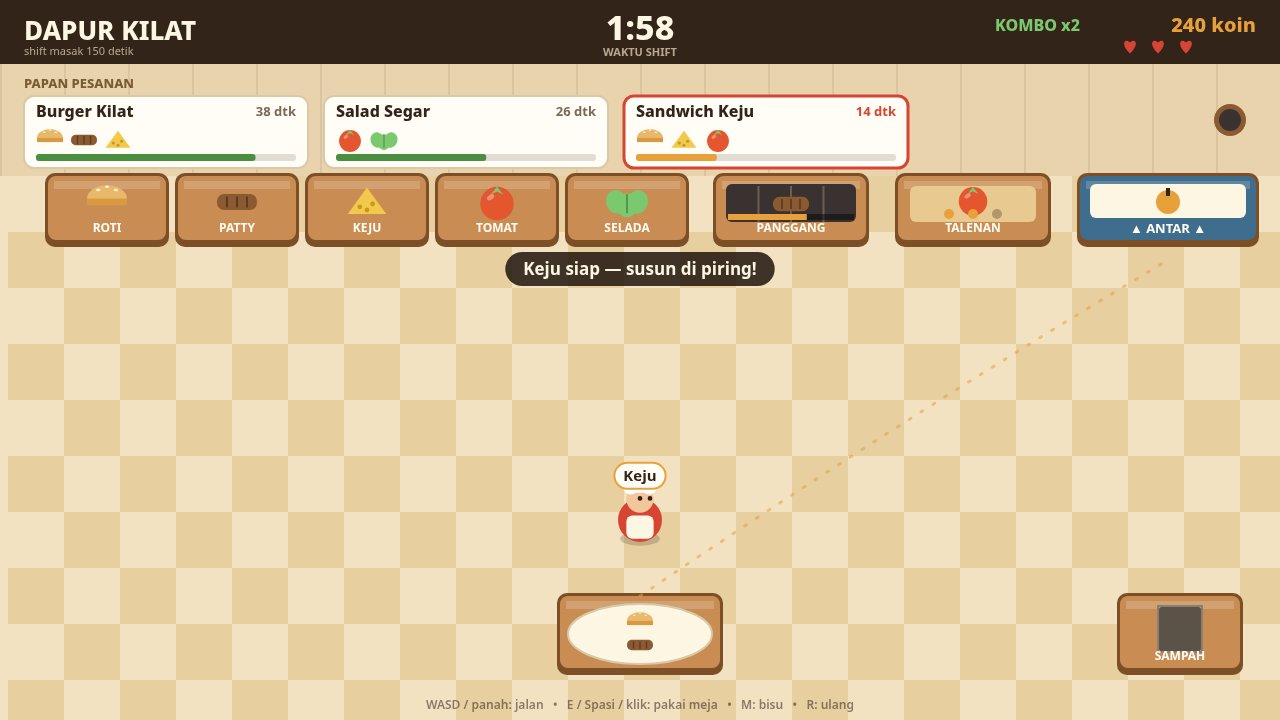 DAPUR KILAT
shift masak 150 detik
1:58
WAKTU SHIFT
KOMBO x2
240 koin
PAPAN PESANAN
Burger Kilat
38 dtk
Salad Segar
26 dtk
Sandwich Keju
14 dtk
ROTI
PATTY
KEJU
TOMAT
SELADA
PANGGANG
TALENAN
▲ ANTAR ▲
Keju siap — susun di piring!
Keju
SAMPAH
WASD / panah: jalan • E / Spasi / klik: pakai meja • M: bisu • R: ulang